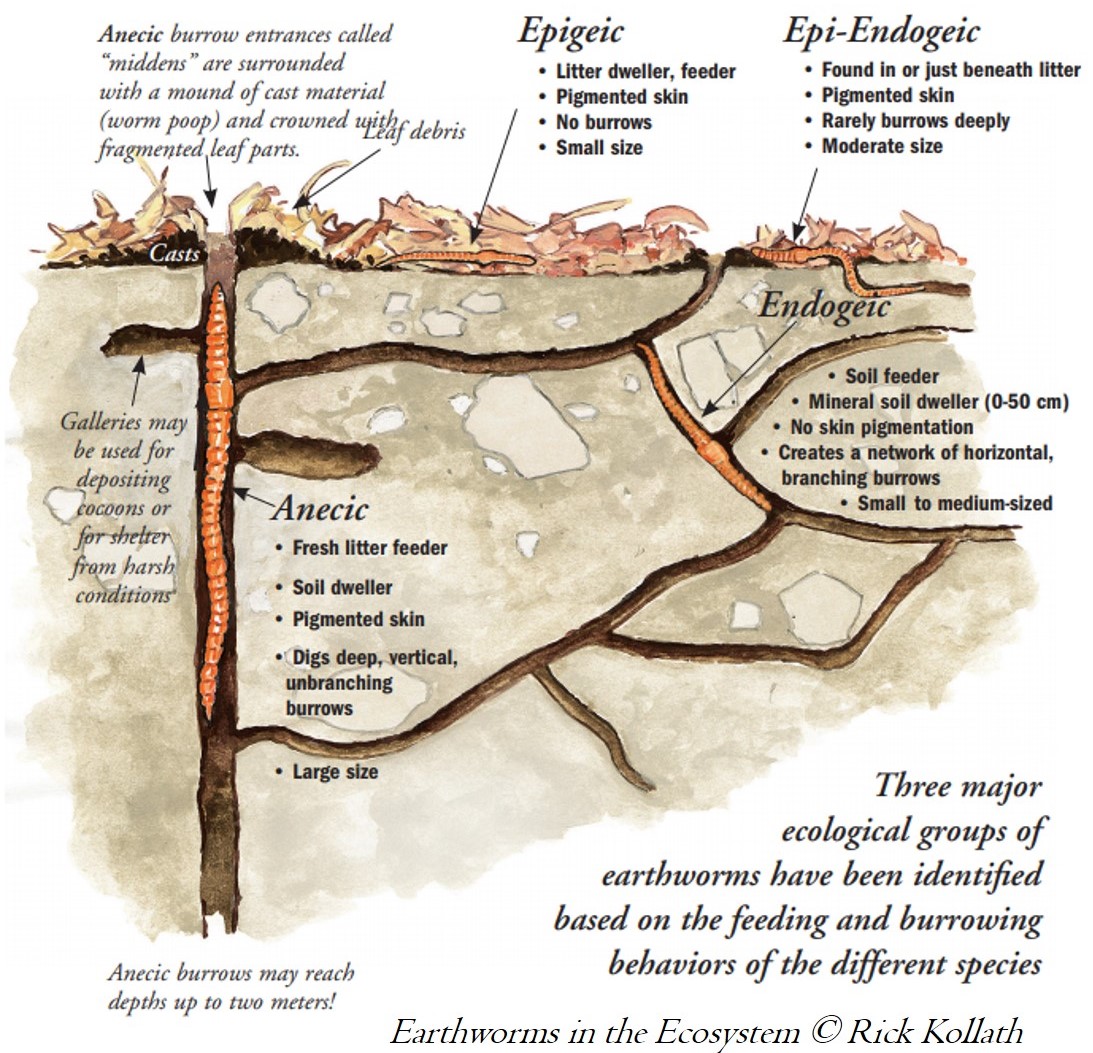 Anecic burrow entrances called
“middens” are surrounded
with a mound of cast material
(worm poop) and crowned with
fragmented leaf parts.
Leaf debris
Epigeic
• Litter dweller, feeder
• Pigmented skin
• No burrows
• Small size
Epi-Endogeic
• Found in or just beneath litter
• Pigmented skin
• Rarely burrows deeply
• Moderate size
Casts
Endogeic
• Soil feeder
• Mineral soil dweller (0-50 cm)
• No skin pigmentation
• Creates a network of horizontal,
branching burrows
• Small to medium-sized
Galleries may
be used for
depositing
cocoons or
for shelter
from harsh
conditions
Anecic
• Fresh litter feeder
• Soil dweller
• Pigmented skin
• Digs deep, vertical,
unbranching
burrows
• Large size
Three major
ecological groups of
earthworms have been identified
based on the feeding and burrowing
behaviors of the different species
Anecic burrows may reach
depths up to two meters!
Earthworms in the Ecosystem © Rick Kollath